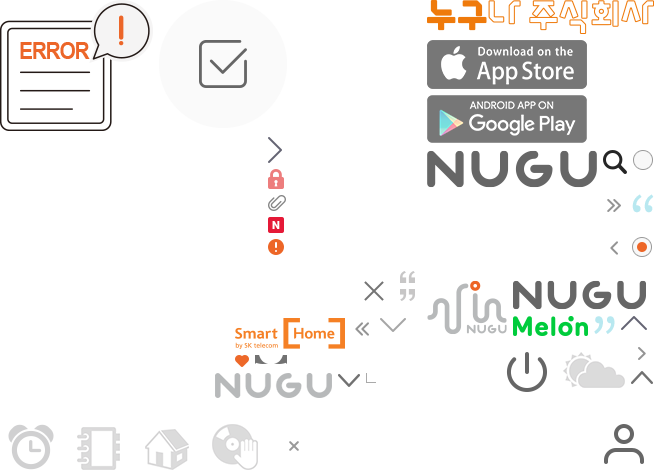 누구나 주식회사
ERROR !
Download on the
App Store
ANDROID APP ON
Google Play
NUGU
N
!
NUGU
NUGU
Melon
Smart [Home]
by SK telecom
NUGU